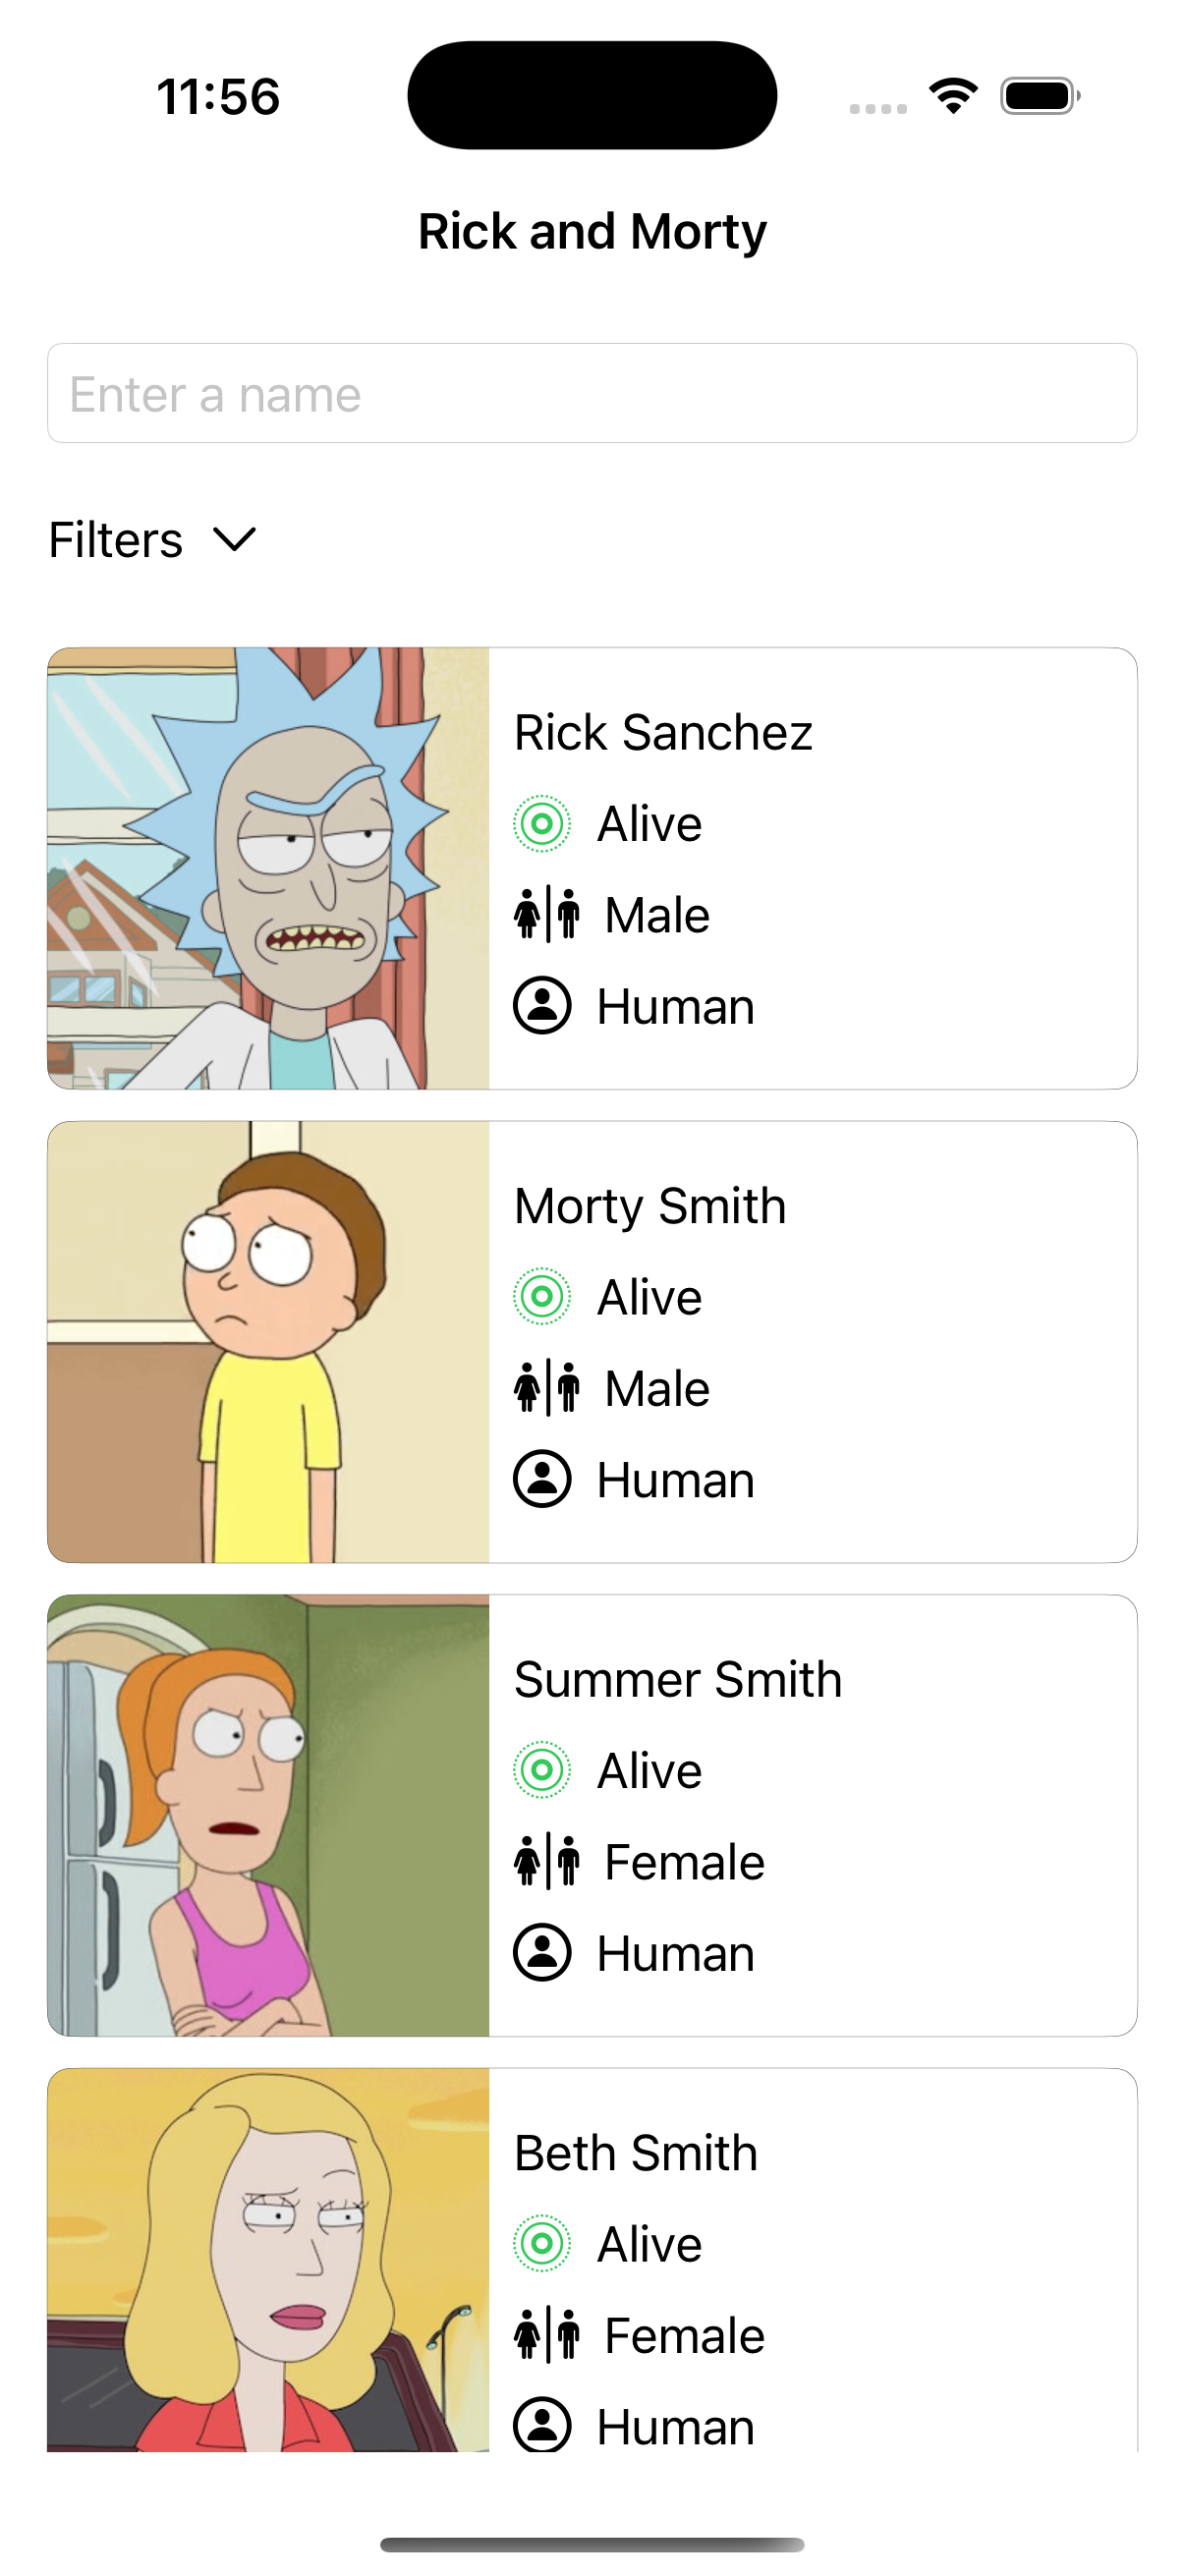 11:56
Rick and Morty
Enter a name
Filters
Rick Sanchez
Alive
Male
Human
Morty Smith
Alive
Male
Human
Summer Smith
Alive
Female
Human
Beth Smith
Alive
Female
Human